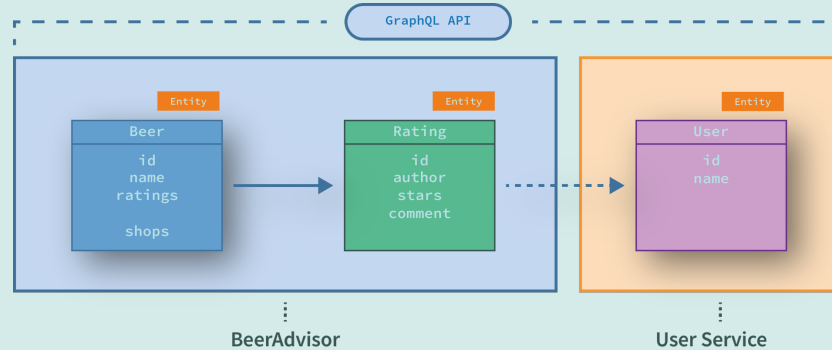 GraphQL API
Entity
Beer
id
name
ratings
shops
Entity
Rating
id
author
stars
comment
Entity
User
id
name
BeerAdvisor
User Service